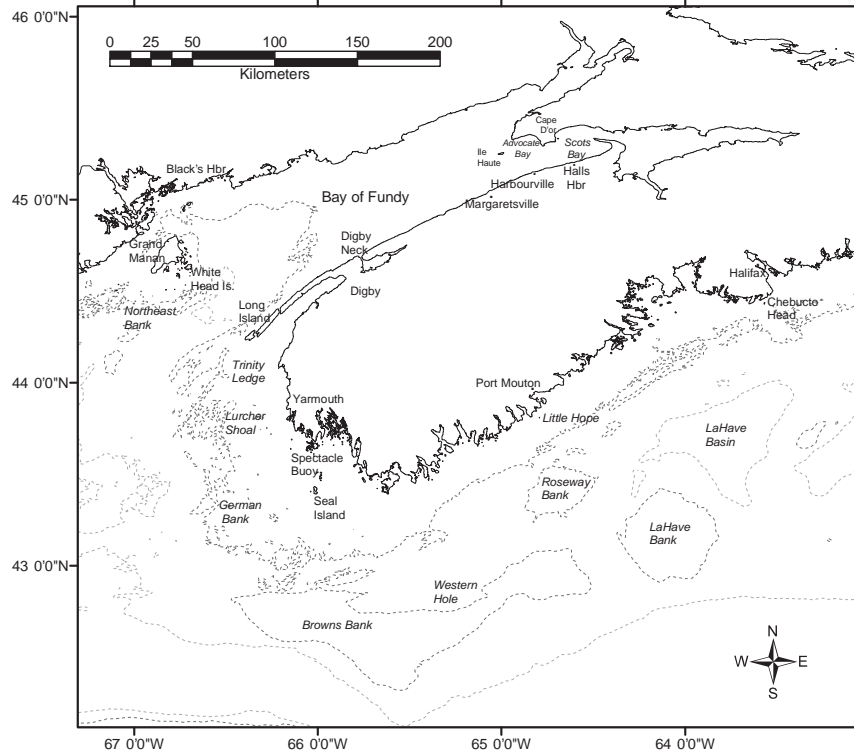 46 0'0"N
0 25 50 100 150 200
Kilometers
Cape
D'or
Advocate
Bay
Scots
Bay
Ile
Haute
Black's Hbr
Halls
Hbr
Harbourville
45 0'0"N
Bay of Fundy
Margaretsville
Digby
Neck
Grand
Manan
White
Head Is.
Halifax
Digby
Long
Island
Chebucto
Head
Northeast
Bank
Trinity
Ledge
44 0'0"N
Port Mouton
Yarmouth
Lurcher
Shoal
Little Hope
LaHave
Basin
Spectacle
Buoy
Roseway
Bank
Seal
Island
German
Bank
LaHave
Bank
43 0'0"N
Western
Hole
Browns Bank
N
W E
S
67 0'0"W 66 0'0"W 65 0'0"W 64 0'0"W